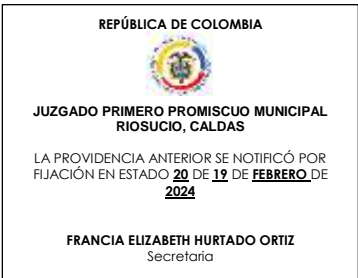 REPÚBLICA DE COLOMBIA
JUZGADO PRIMERO PROMISCUO MUNICIPAL
RIOSUCIO, CALDAS
LA PROVIDENCIA ANTERIOR SE NOTIFICÓ POR
FIJACIÓN EN ESTADO 20 DE 19 DE FEBRERO DE
2024
FRANCIA ELIZABETH HURTADO ORTIZ
Secretaria